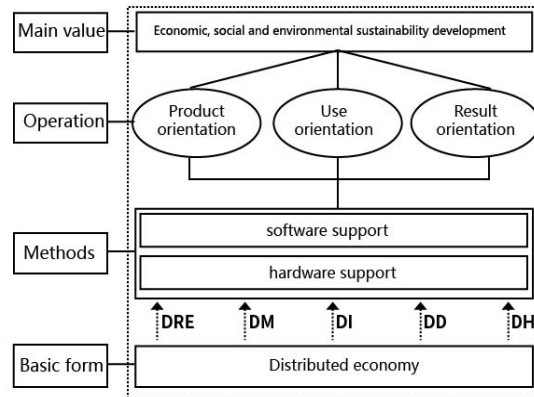 Main value
Economic, social and environmental sustainability development
Operation
Product
orientation
Use
orientation
Result
orientation
Methods
software support
hardware support
DRE
DM
DI
DD
DH
Basic form
Distributed economy